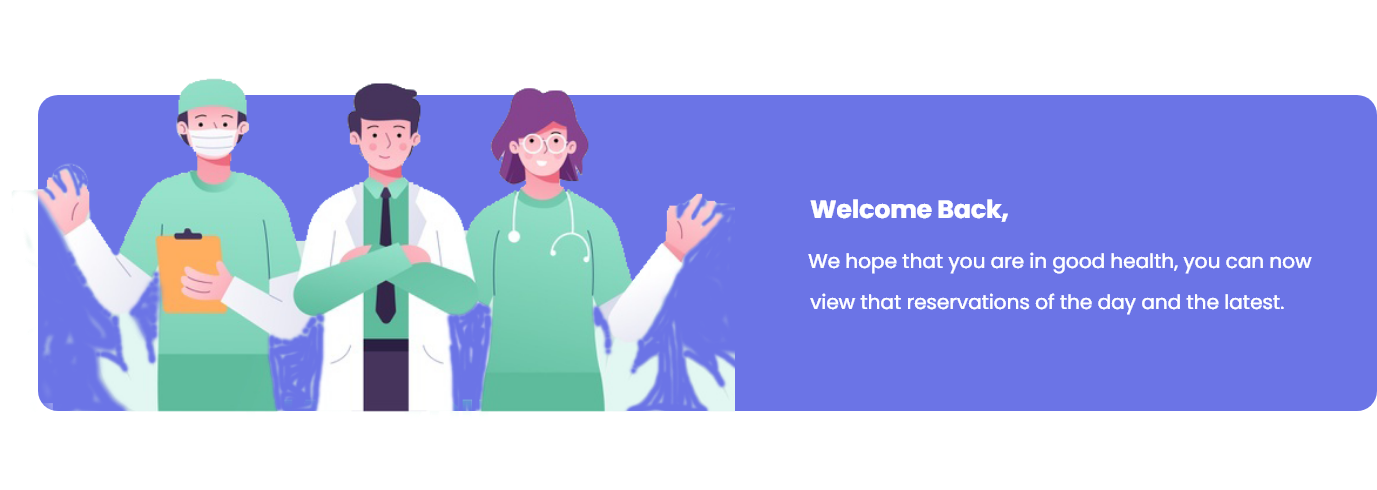 Welcome Back,
We hope that you are in good health, you can now
view that reservations of the day and the latest.